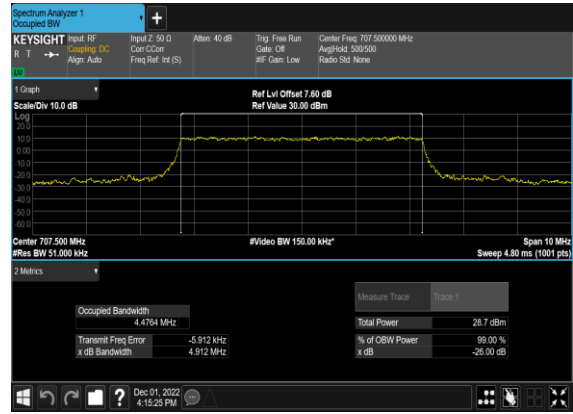 Spectrum Analyzer 1
Occupied BW
+
KEYSIGHT Input: RF Input Z: 50 Ω Atten: 40 dB Trig: Free Run Center Freq: 707.500000 MHz
R T Coupling: DC Corr CCorr Gate: Off Avg|Hold: 500/500
Align: Auto Freq Ref: Int (S) #IF Gain: Low Radio Std: None
LW
1 Graph
Ref Lvl Offset 7.60 dB
Scale/Div 10.0 dB Ref Value 30.00 dBm
Log
20.0
10.0
0.00
-10.0
-20.0
-30.0
-40.0
-50.0
-60.0
Center 707.500 MHz #Video BW 150.00 kHz* Span 10 MHz
#Res BW 51.000 kHz Sweep 4.80 ms (1001 pts)
2 Metrics
Measure Trace Trace 1
Occupied Bandwidth
4.4764 MHz Total Power 28.7 dBm
Transmit Freq Error -5.912 kHz % of OBW Power 99.00 %
x dB Bandwidth 4.912 MHz x dB -26.00 dB
? Dec 01, 2022
4:15:25 PM